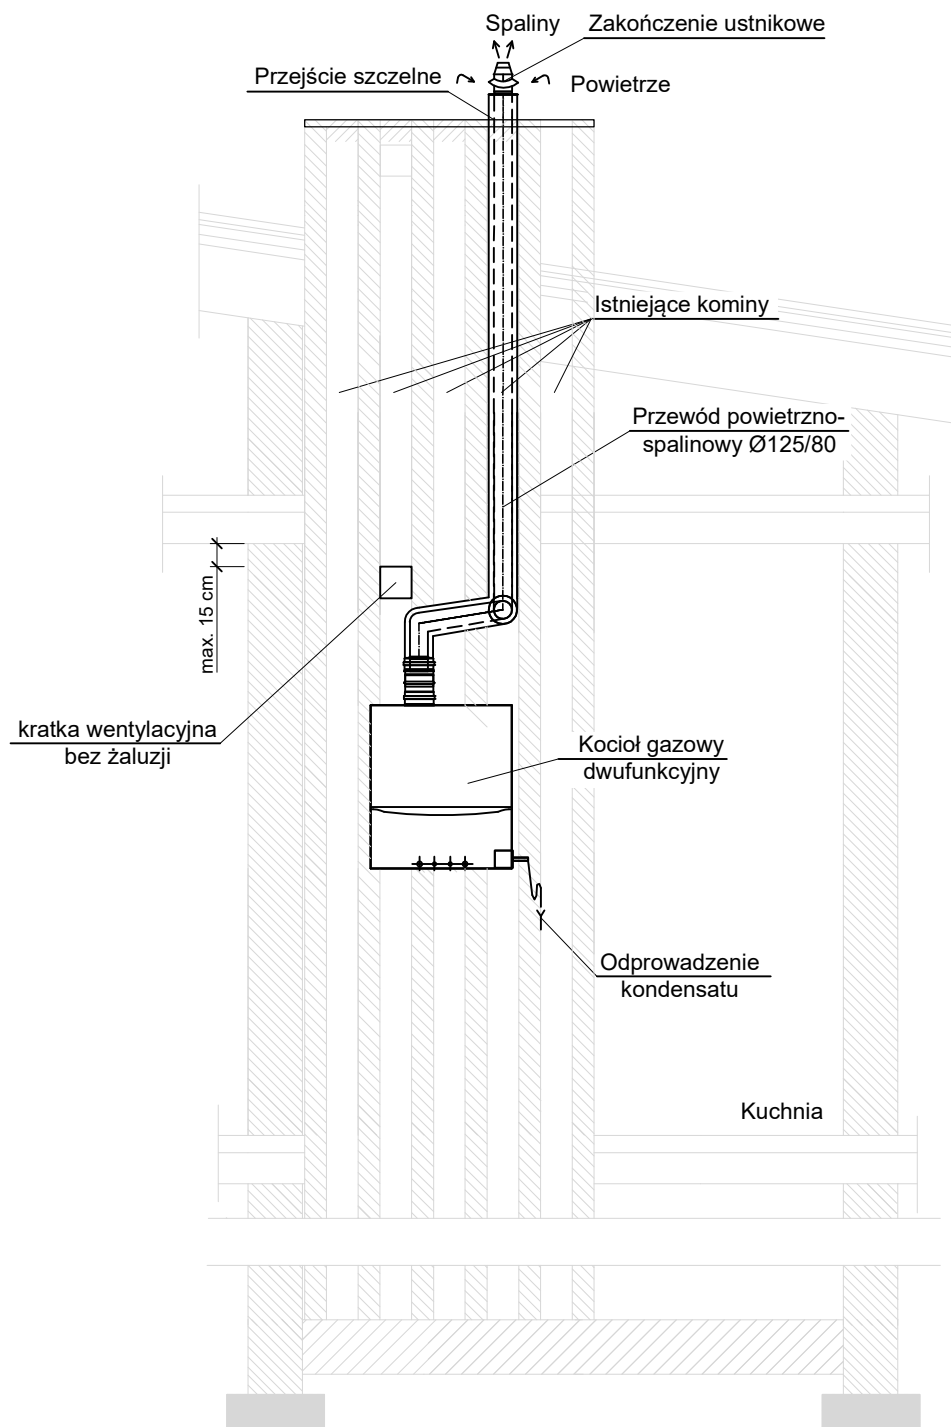 Spaliny
Zakończenie ustnikowe
Przejście szczelne
Powietrze
Istniejące kominy
Przewód powietrzno-
spalinowy Ø125/80
max. 15 cm
kratka wentylacyjna
bez żaluzji
Kocioł gazowy
dwufunkcyjny
Odprowadzenie
kondensatu
Kuchnia